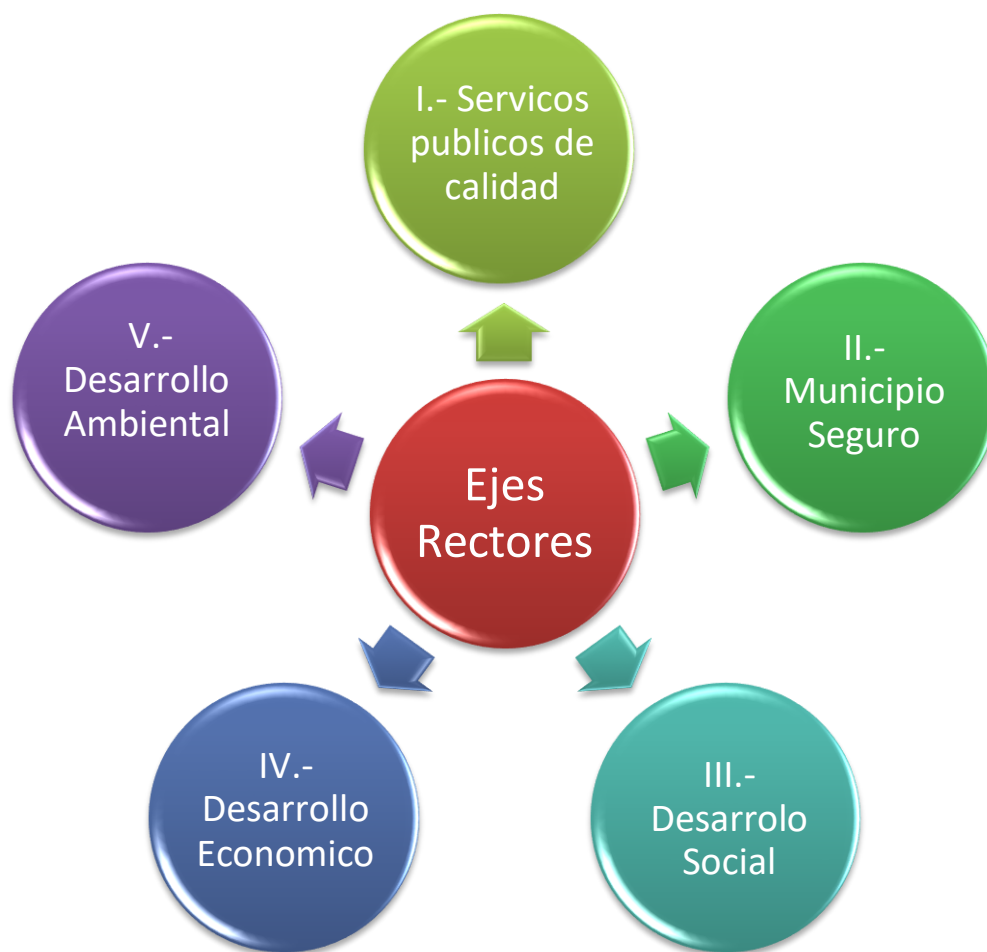 I.- Servicos
publicos de
calidad
II.-
Municipio
Seguro
III.-
Desarrolo
Social
IV.-
Desarrollo
Economico
V.-
Desarrollo
Ambiental
Ejes
Rectores